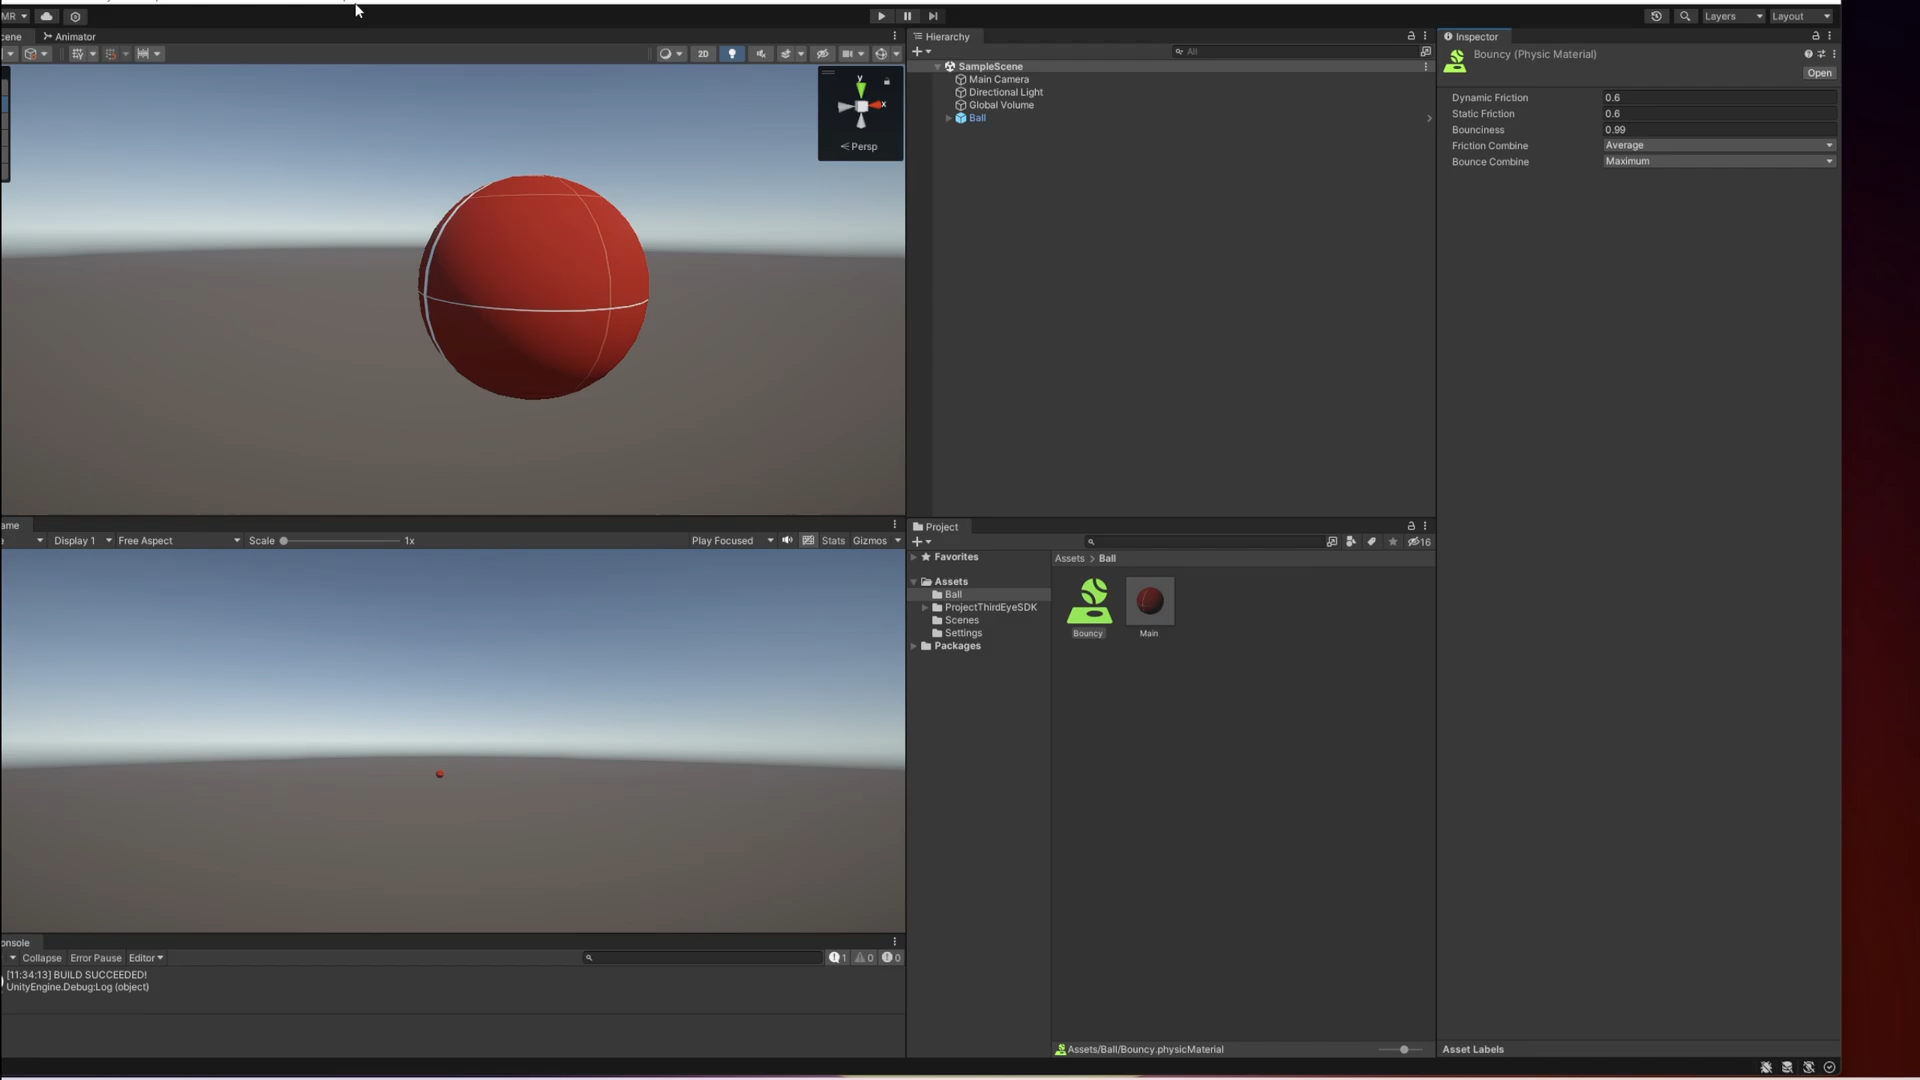 MR
Layers
Layout
cene
Animator
2D
y
x
Persp
Hierarchy
All
SampleScene
Main Camera
Directional Light
Global Volume
Ball
Inspector
Bouncy (Physic Material)
Open
Dynamic Friction 0.6
Static Friction 0.6
Bounciness 0.99
Friction Combine Average
Bounce Combine Maximum
ame
Display 1 Free Aspect Scale 1x Play Focused Stats Gizmos
Project
16
Favorites
Assets
Ball
ProjectThirdEyeSDK
Scenes
Settings
Packages
Assets > Ball
Bouncy
Main
onsole
Collapse Error Pause Editor 1 0 0
[11:34:13] BUILD SUCCEEDED!
UnityEngine.Debug:Log (object)
Assets/Ball/Bouncy.physicMaterial
Asset Labels